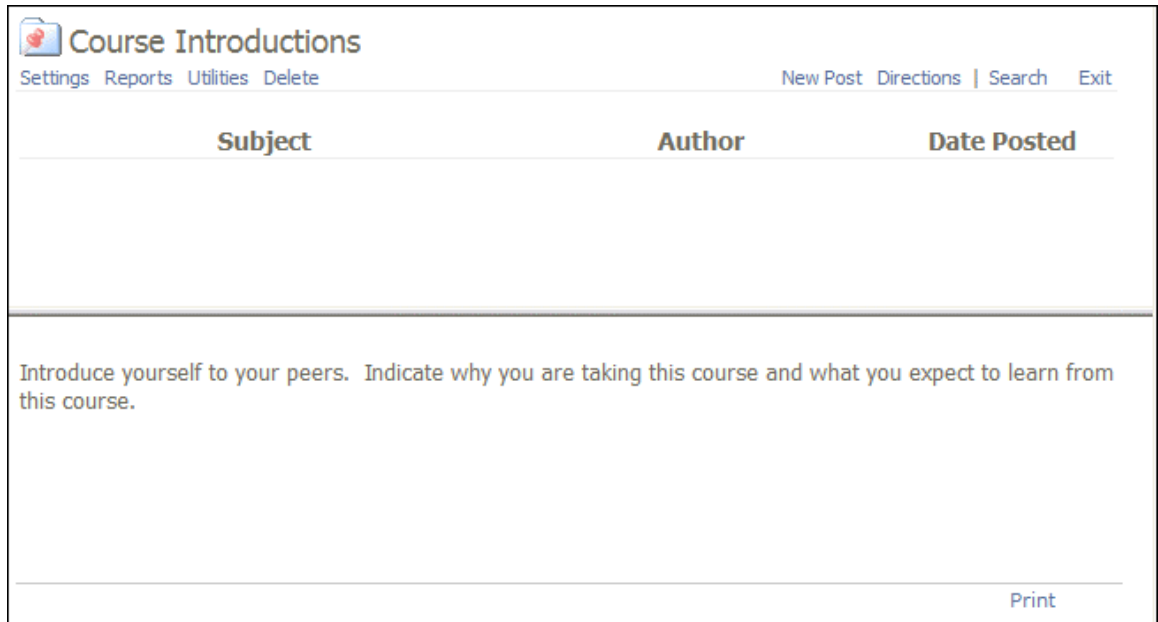 Course Introductions
Settings Reports Utilities Delete New Post Directions | Search Exit
Subject Author Date Posted
Introduce yourself to your peers.  Indicate why you are taking this course and what you expect to learn from
this course.
Print